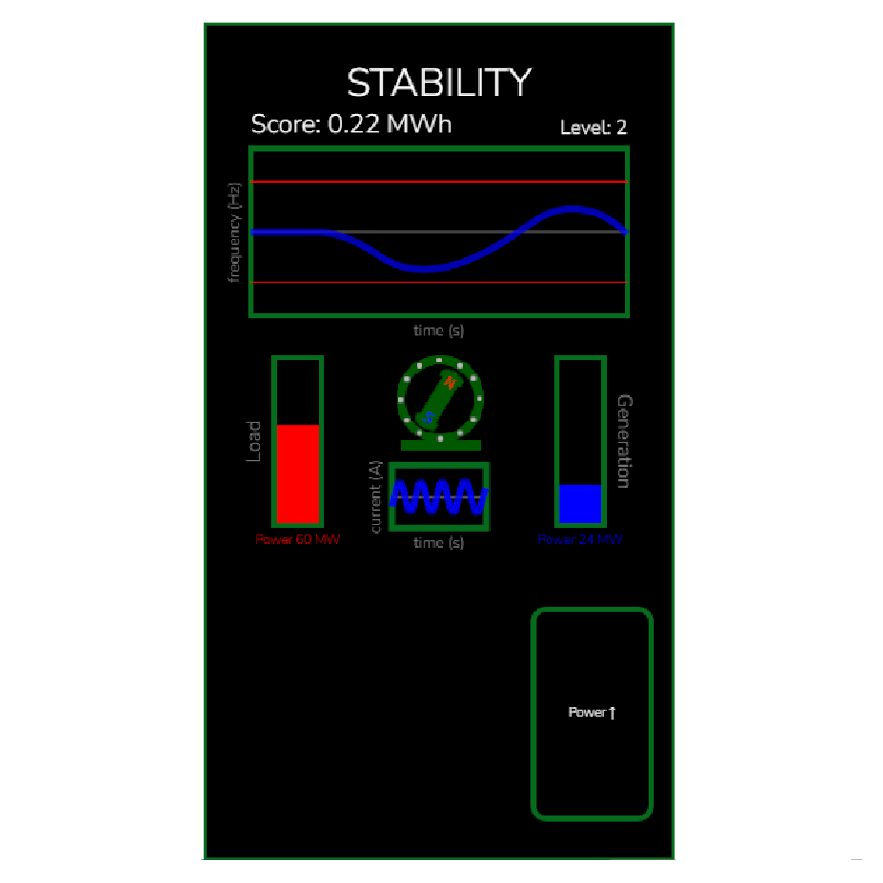 STABILITY
Score: 0.22 MWh
Level: 2
frequency (Hz)
time (s)
N
S
Load
Generation
current (A)
Power 60 MW
time (s)
Power 24 MW
Power↑